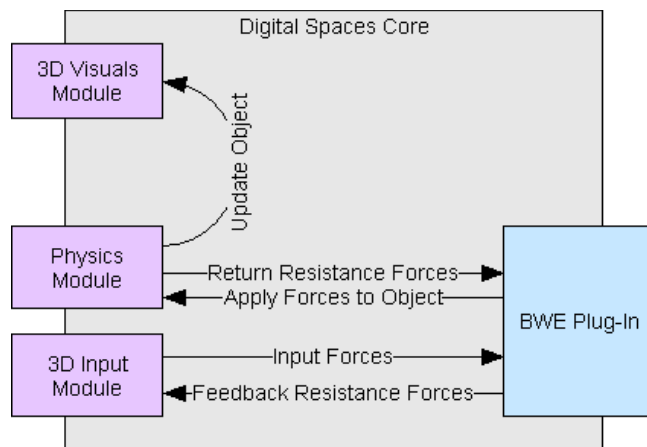 Digital Spaces Core
3D Visuals
Module
Update Object
Physics
Module
Return Resistance Forces
Apply Forces to Object
BWE Plug-In
3D Input
Module
Input Forces
Feedback Resistance Forces